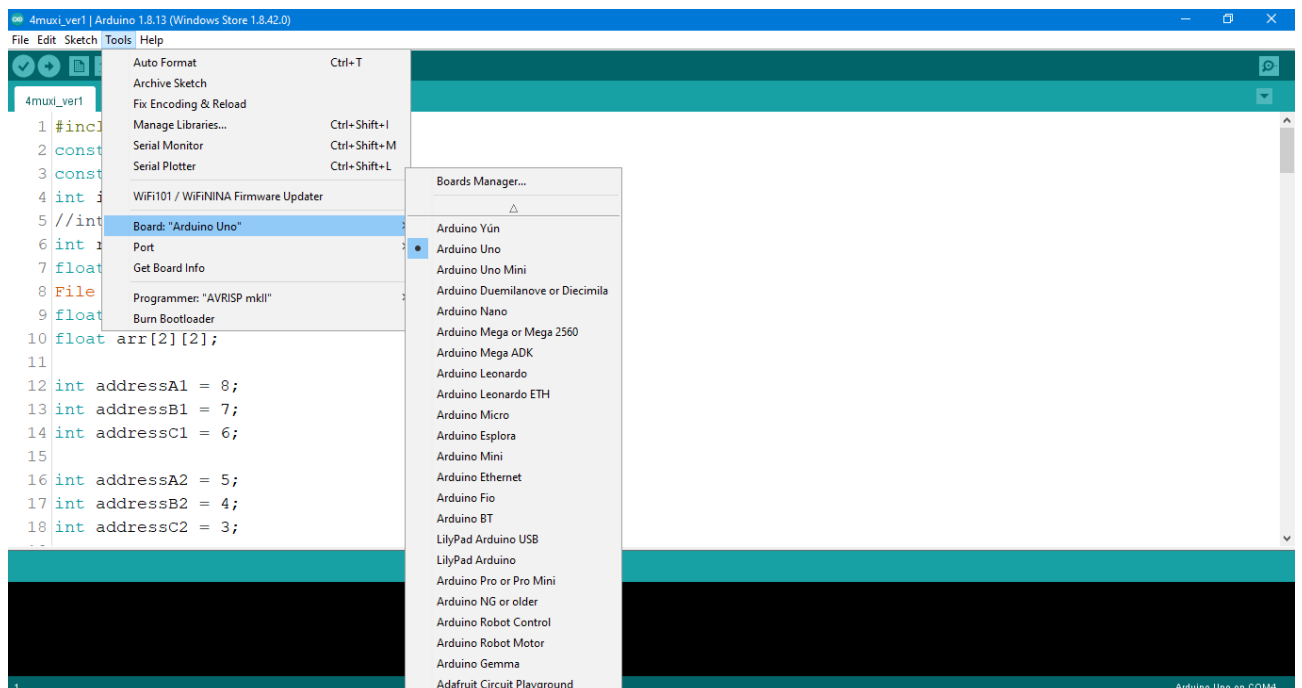 4muxi_ver1 | Arduino 1.8.13 (Windows Store 1.8.42.0)
File Edit Sketch Tools Help
4muxi_ver1
Auto Format Ctrl+T
Archive Sketch
Fix Encoding & Reload
Manage Libraries... Ctrl+Shift+I
Serial Monitor Ctrl+Shift+M
Serial Plotter Ctrl+Shift+L
WiFi101 / WiFiNINA Firmware Updater
Board: "Arduino Uno"
Port
Get Board Info
Programmer: "AVRISP mkII"
Burn Bootloader
Boards Manager...
Arduino Yún
Arduino Uno
Arduino Uno Mini
Arduino Duemilanove or Diecimila
Arduino Nano
Arduino Mega or Mega 2560
Arduino Mega ADK
Arduino Leonardo
Arduino Leonardo ETH
Arduino Micro
Arduino Esplora
Arduino Mini
Arduino Ethernet
Arduino Fio
Arduino BT
LilyPad Arduino USB
LilyPad Arduino
Arduino Pro or Pro Mini
Arduino NG or older
Arduino Robot Control
Arduino Robot Motor
Arduino Gemma
Adafruit Circuit Playground
1 #incl
2 const
3 const
4 int i
5 //int
6 int
7 float
8 File
9 float
10 float arr[2][2];
11
12 int addressA1 = 8;
13 int addressB1 = 7;
14 int addressC1 = 6;
15
16 int addressA2 = 5;
17 int addressB2 = 4;
18 int addressC2 = 3;
1
Arduino Uno on COM4